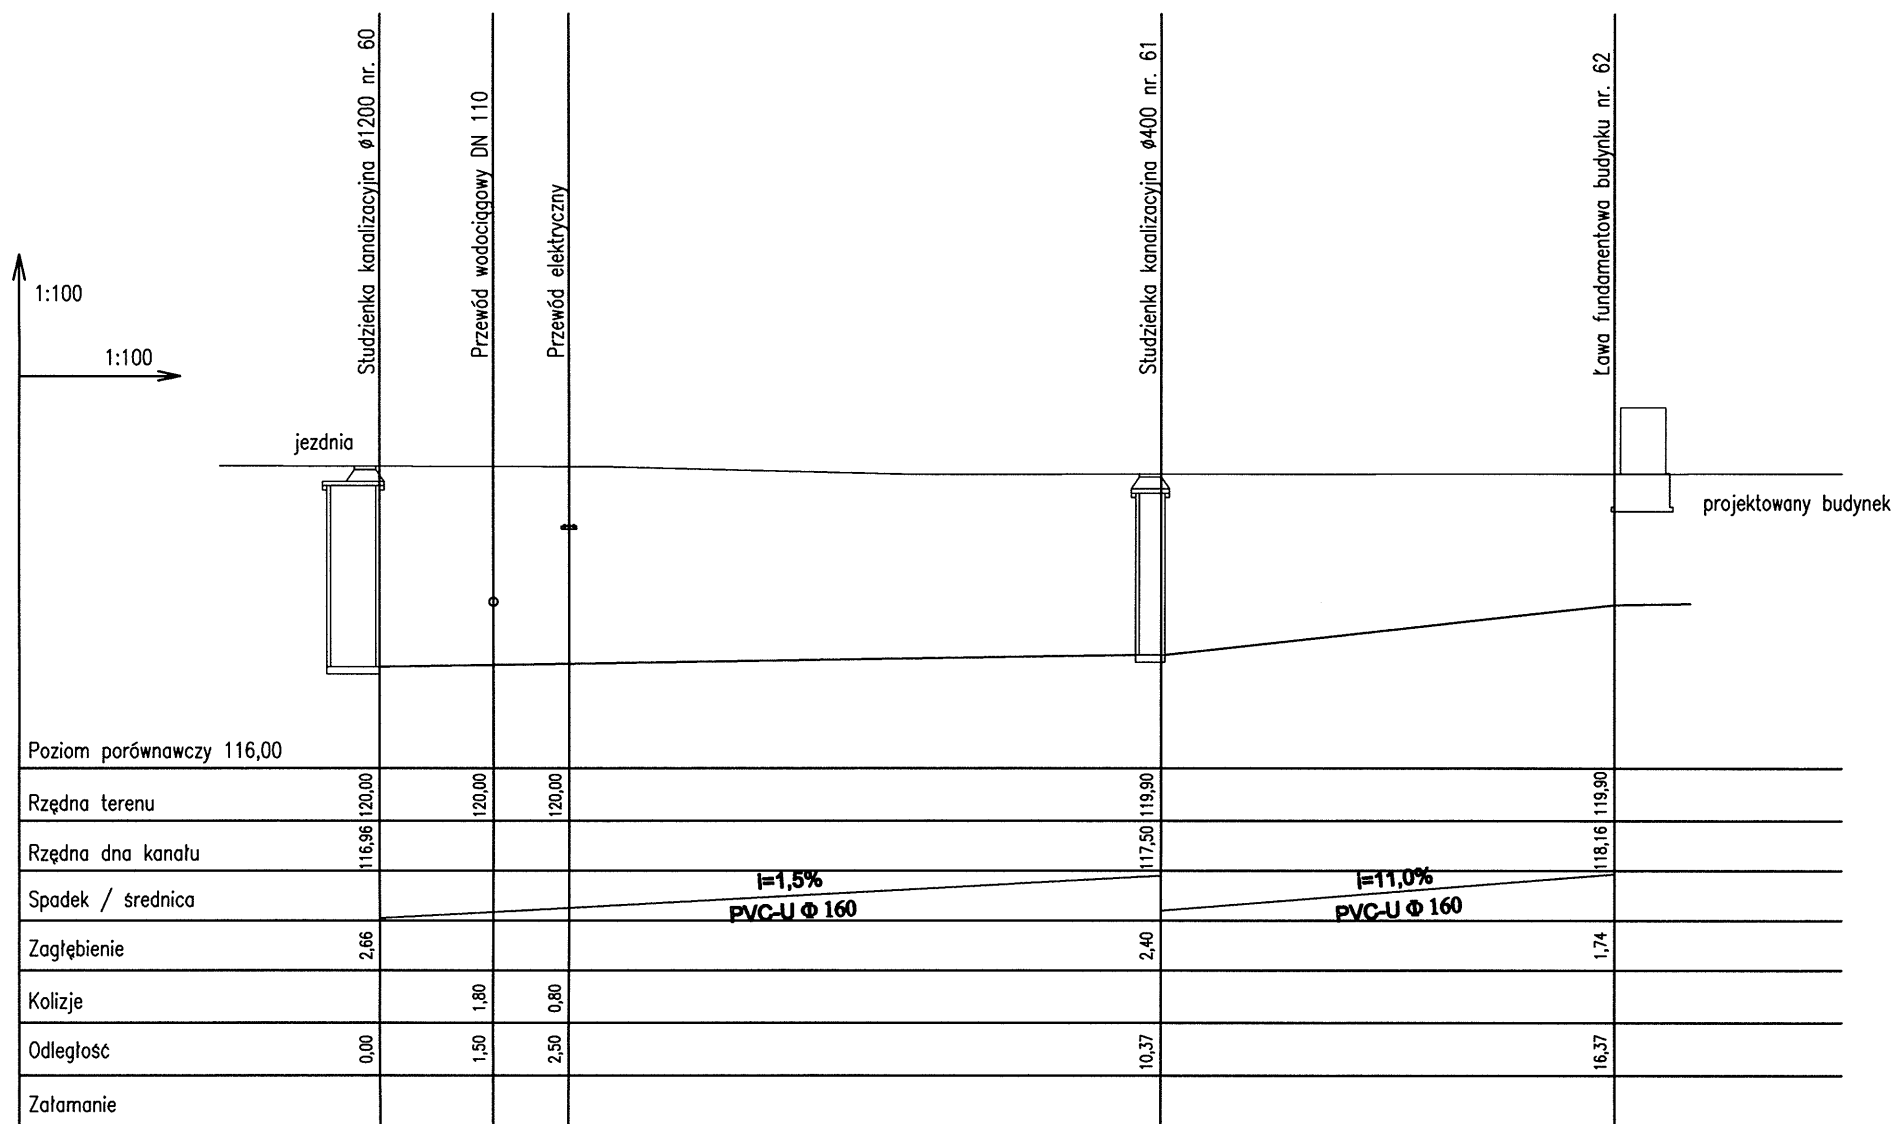 Studzienka kanalizacyjna ø1200 nr. 60
Przewód wodociągowy DN 110
Przewód elektryczny
Studzienka kanalizacyjna ø400 nr. 61
Ława fundamentowa budynku nr. 62
1:100
1:100
jezdnia
projektowany budynek
Poziom porównawczy 116,00
Rzędna terenu 120,00 120,00 120,00 119,90 119,90
Rzędna dna kanału 116,96 117,50 118,16
Spadek / średnica
i=1,5%
PVC-U Φ 160
i=11,0%
PVC-U Φ 160
Zagłębienie 2,66 2,40 1,74
Kolizje 1,80 0,80
Odległość 0,00 1,50 2,50 10,37 16,37
Załamanie